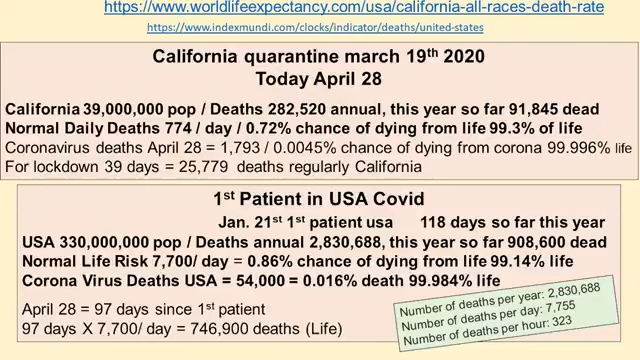 https://www.worldlifeexpectancy.com/usa/california-all-races-death-rate
https://www.indexmundi.com/clocks/indicator/deaths/united-states
California quarantine march 19th 2020
Today April 28
California 39,000,000 pop / Deaths 282,520 annual, this year so far 91,845 dead
Normal Daily Deaths 774 / day / 0.72% chance of dying from life 99.3% of life
Coronavirus deaths April 28 = 1,793 / 0.0045% chance of dying from corona 99.996% life
For lockdown 39 days = 25,779 deaths regularly California
1st Patient in USA Covid
Jan. 21st 1st patient usa 118 days so far this year
USA 330,000,000 pop / Deaths annual 2,830,688, this year so far 908,600 dead
Normal Life Risk 7,700/ day = 0.86% chance of dying from life 99.14% life
Corona Virus Deaths USA = 54,000 = 0.016% death 99.984% life
April 28 = 97 days since 1st patient
97 days X 7,700/ day = 746,900 deaths (Life)
Number of deaths per year: 2,830,688
Number of deaths per day: 7,755
Number of deaths per hour: 323